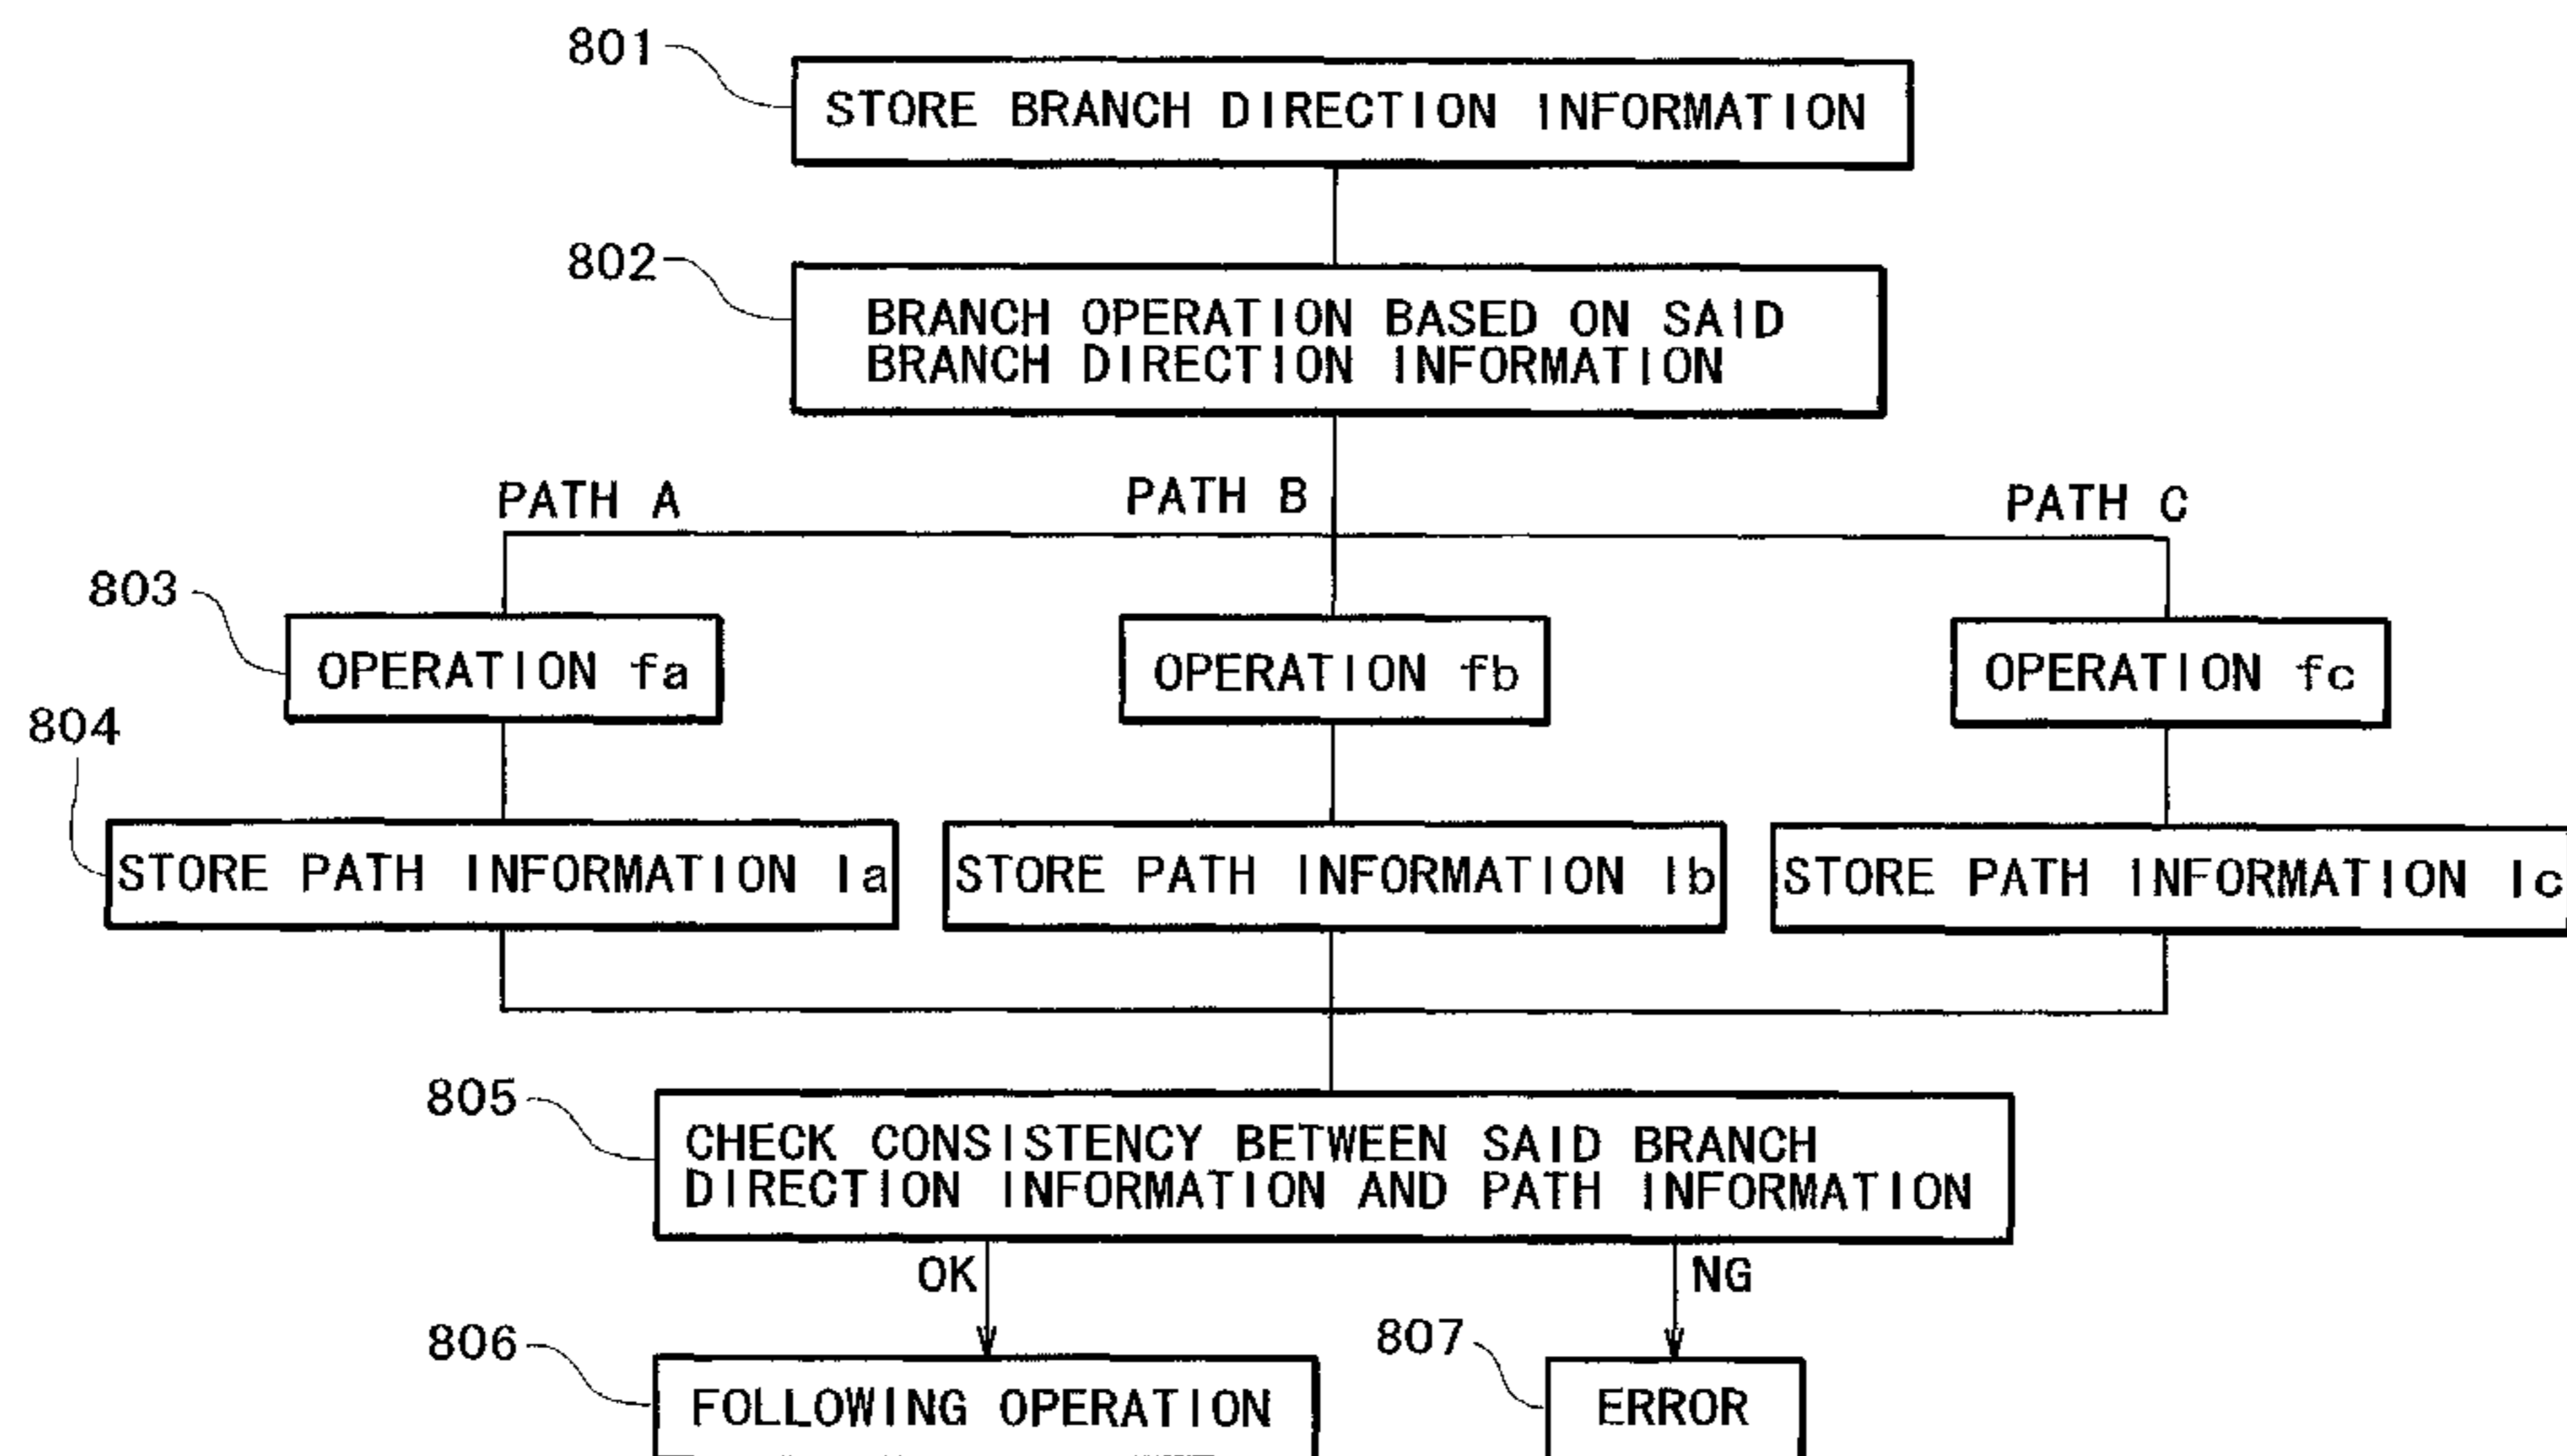 801
STORE BRANCH DIRECTION INFORMATION
802
BRANCH OPERATION BASED ON SAID
BRANCH DIRECTION INFORMATION
PATH A
PATH B
PATH C
803
OPERATION fa
OPERATION fb
OPERATION fc
804
STORE PATH INFORMATION Ia
STORE PATH INFORMATION Ib
STORE PATH INFORMATION Ic
805
CHECK CONSISTENCY BETWEEN SAID BRANCH
DIRECTION INFORMATION AND PATH INFORMATION
OK
NG
806
FOLLOWING OPERATION
807
ERROR